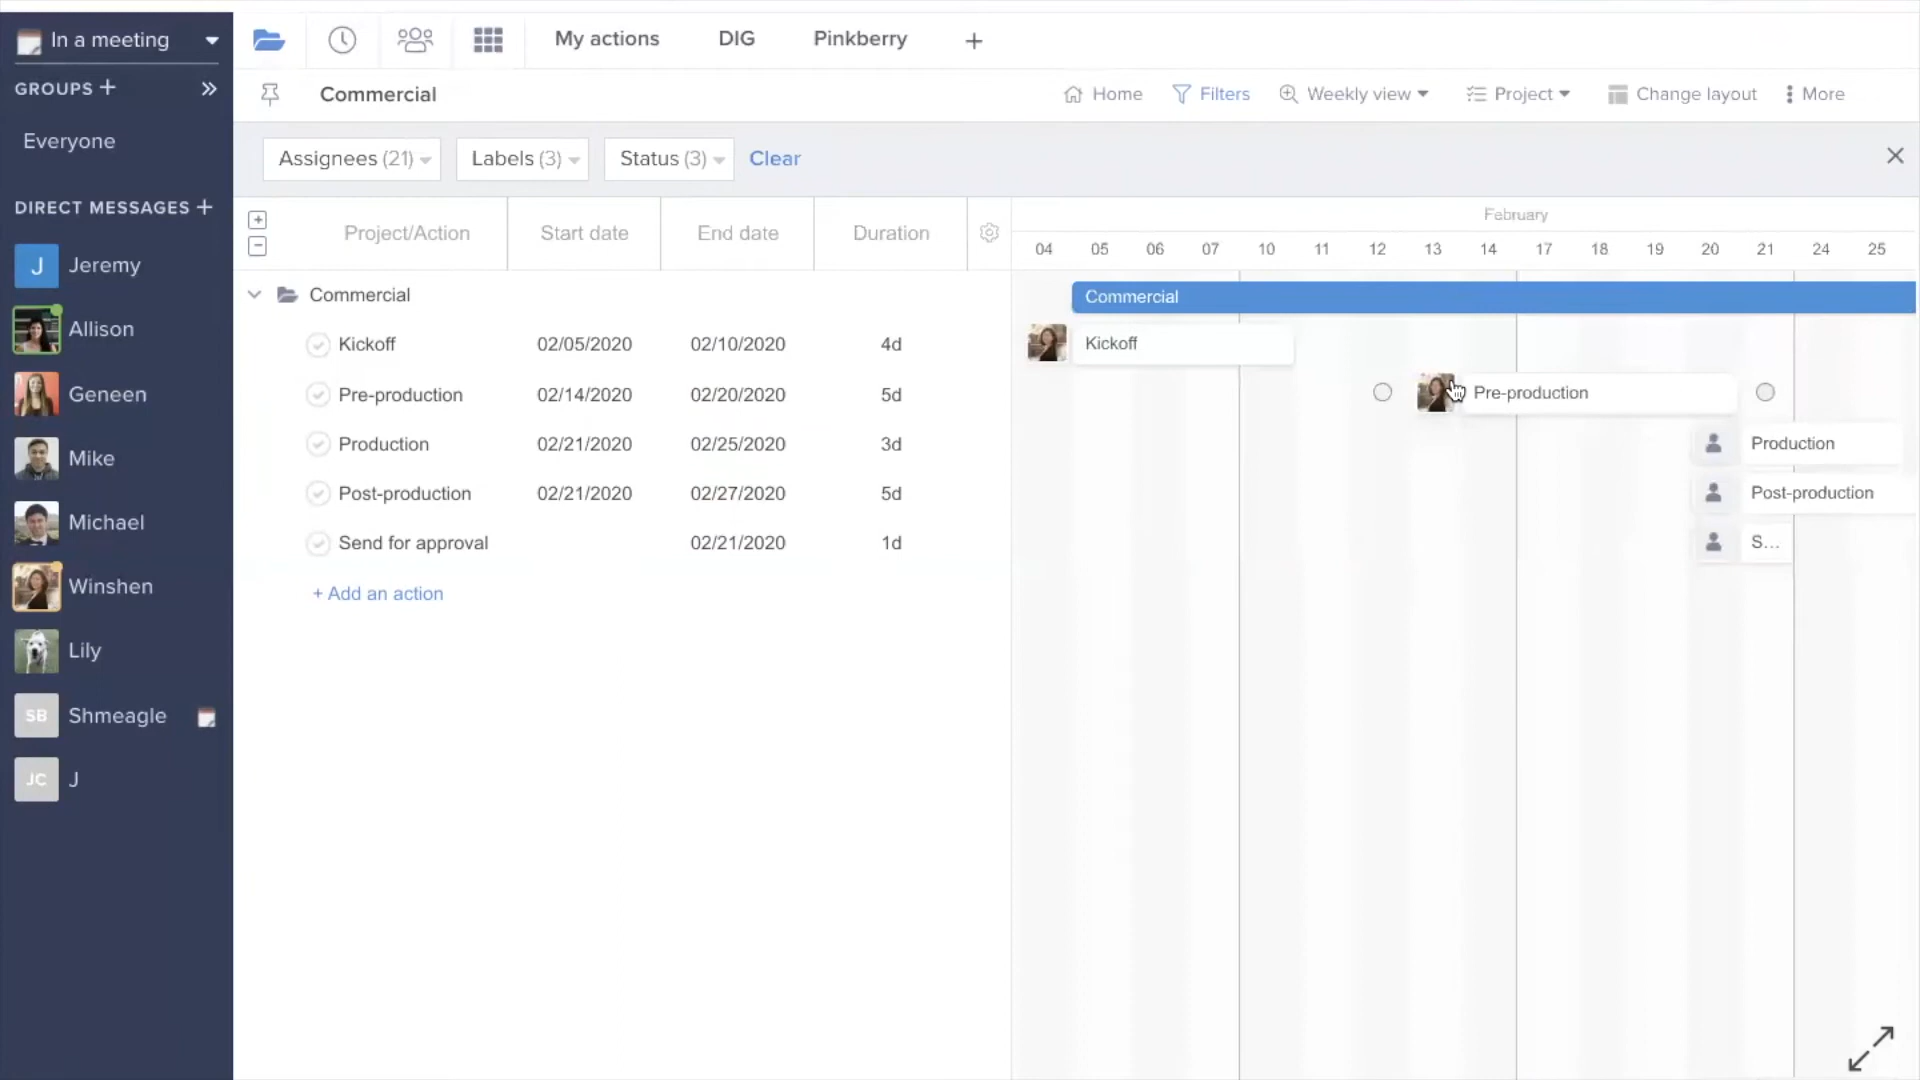 In a meeting
GROUPS +
Everyone
DIRECT MESSAGES +
J Jeremy
Allison
Geneen
Mike
Michael
Winshen
Lily
SB Shmeagle
JC J
My actions DIG Pinkberry +
Commercial Home Filters Weekly view Project Change layout More
Assignees (21) Labels (3) Status (3) Clear
Project/Action Start date End date Duration
February
04 05 06 07 10 11 12 13 14 17 18 19 20 21 24 25
Commercial
Kickoff 02/05/2020 02/10/2020 4d
Pre-production 02/14/2020 02/20/2020 5d
Production 02/21/2020 02/25/2020 3d
Post-production 02/21/2020 02/27/2020 5d
Send for approval 02/21/2020 1d
+ Add an action
Commercial
Kickoff
Pre-production
Production
Post-production
S...